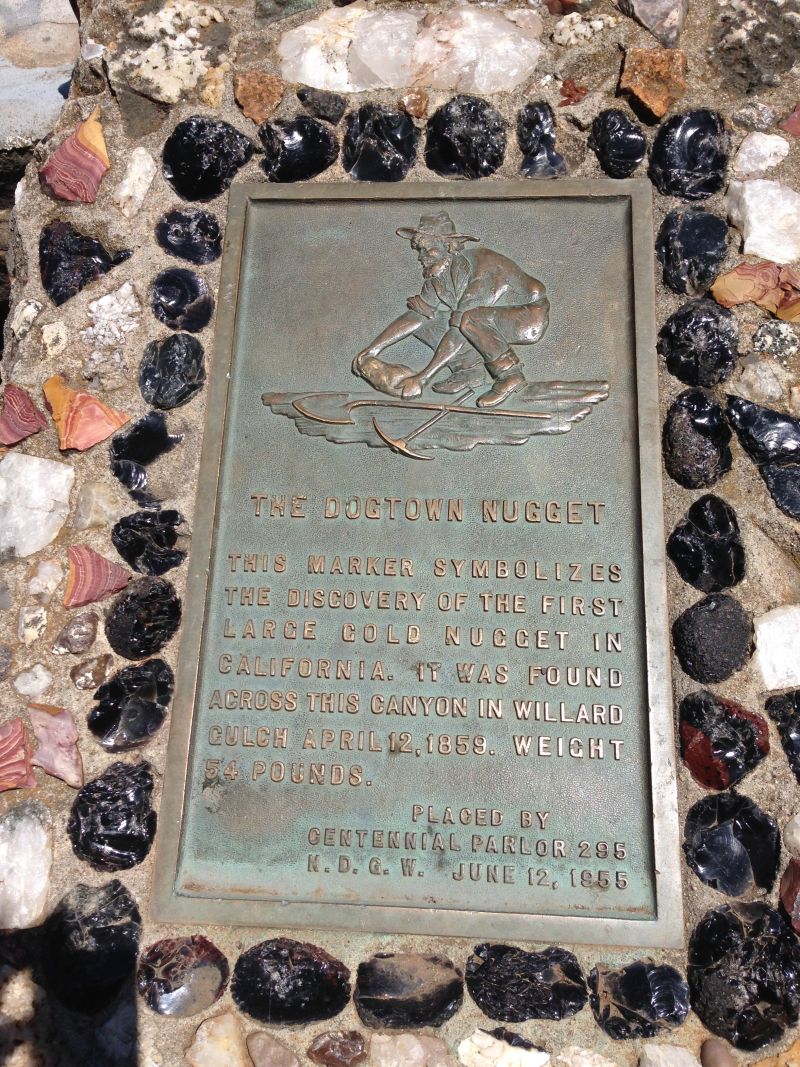 THE DOGTOWN NUGGET
THIS MARKER SYMBOLIZES
THE DISCOVERY OF THE FIRST
LARGE GOLD NUGGET IN
CALIFORNIA. IT WAS FOUND
ACROSS THIS CANYON IN WILLARD
GULCH APRIL 12, 1859. WEIGHT
54 POUNDS.
PLACED BY
CENTENNIAL PARLOR 295
N. D. G. W. JUNE 12, 1955